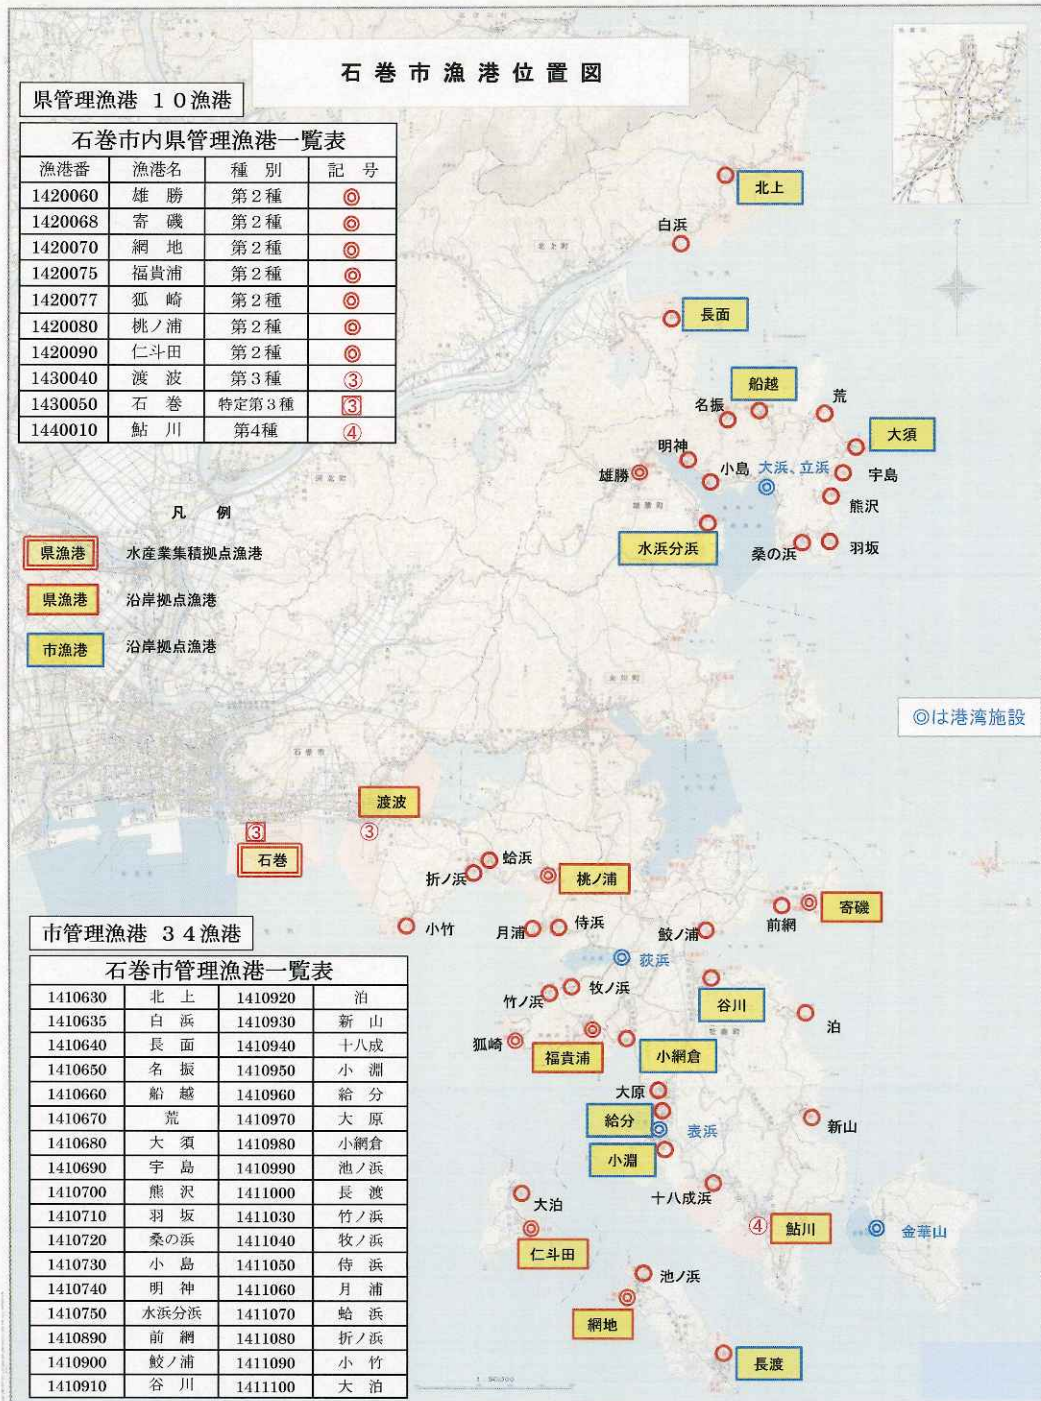 石巻市漁港位置図
県管理漁港 10漁港
石巻市内県管理漁港一覧表
漁港番 漁港名 種 別 記 号
1420060 雄 勝 第2種 ◎
1420068 寄 磯 第2種 ◎
1420070 網 地 第2種 ◎
1420075 福貴浦 第2種 ◎
1420077 狐 崎 第2種 ◎
1420080 桃ノ浦 第2種 ◎
1420090 仁斗田 第2種 ◎
1430040 渡 波 第3種 ③
1430050 石 巻 特定第3種 3
1440010 鮎 川 第4種 ④
凡 例
県漁港 水産業集積拠点漁港
県漁港 沿岸拠点漁港
市漁港 沿岸拠点漁港
北上
白浜
北上町
長面
船越
名振
荒
大須
明神
小島
大浜、立浜
宇島
雄勝
熊沢
雄勝町
水浜分浜
桑の浜
羽坂
河北町
女川町
◎は港湾施設
石巻市
渡波
3
③
石巻
蛤浜
折ノ浜
桃ノ浦
寄磯
前網
小竹
月浦
侍浜
鮫ノ浦
荻浜
竹ノ浜
牧ノ浜
谷川
泊
牡鹿町
狐崎
福貴浦
小網倉
大原
給分
表浜
新山
小淵
十八成浜
大泊
④
鮎川
金華山
仁斗田
池ノ浜
網地
長渡
市管理漁港 34漁港
石巻市管理漁港一覧表
1410630 北 上 1410920 泊
1410635 白 浜 1410930 新 山
1410640 長 面 1410940 十八成
1410650 名 振 1410950 小 淵
1410660 船 越 1410960 給 分
1410670 荒 1410970 大 原
1410680 大 須 1410980 小網倉
1410690 宇 島 1410990 池ノ浜
1410700 熊 沢 1411000 長 渡
1410710 羽 坂 1411030 竹ノ浜
1410720 桑の浜 1411040 牧ノ浜
1410730 小 島 1411050 侍 浜
1410740 明 神 1411060 月 浦
1410750 水浜分浜 1411070 蛤 浜
1410890 前 網 1411080 折ノ浜
1410900 鮫ノ浦 1411090 小 竹
1410910 谷 川 1411100 大 泊